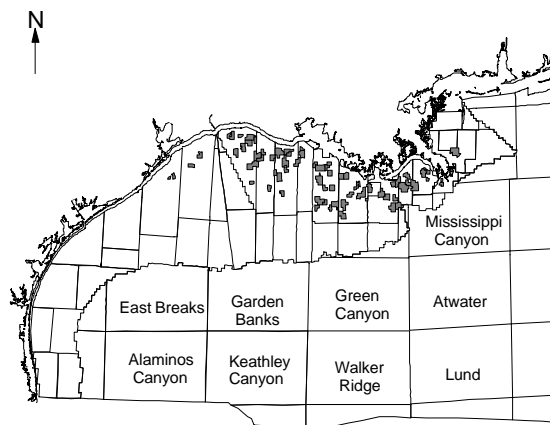 N
Mississippi
Canyon
East Breaks
Garden
Banks
Green
Canyon
Atwater
Alaminos
Canyon
Keathley
Canyon
Walker
Ridge
Lund